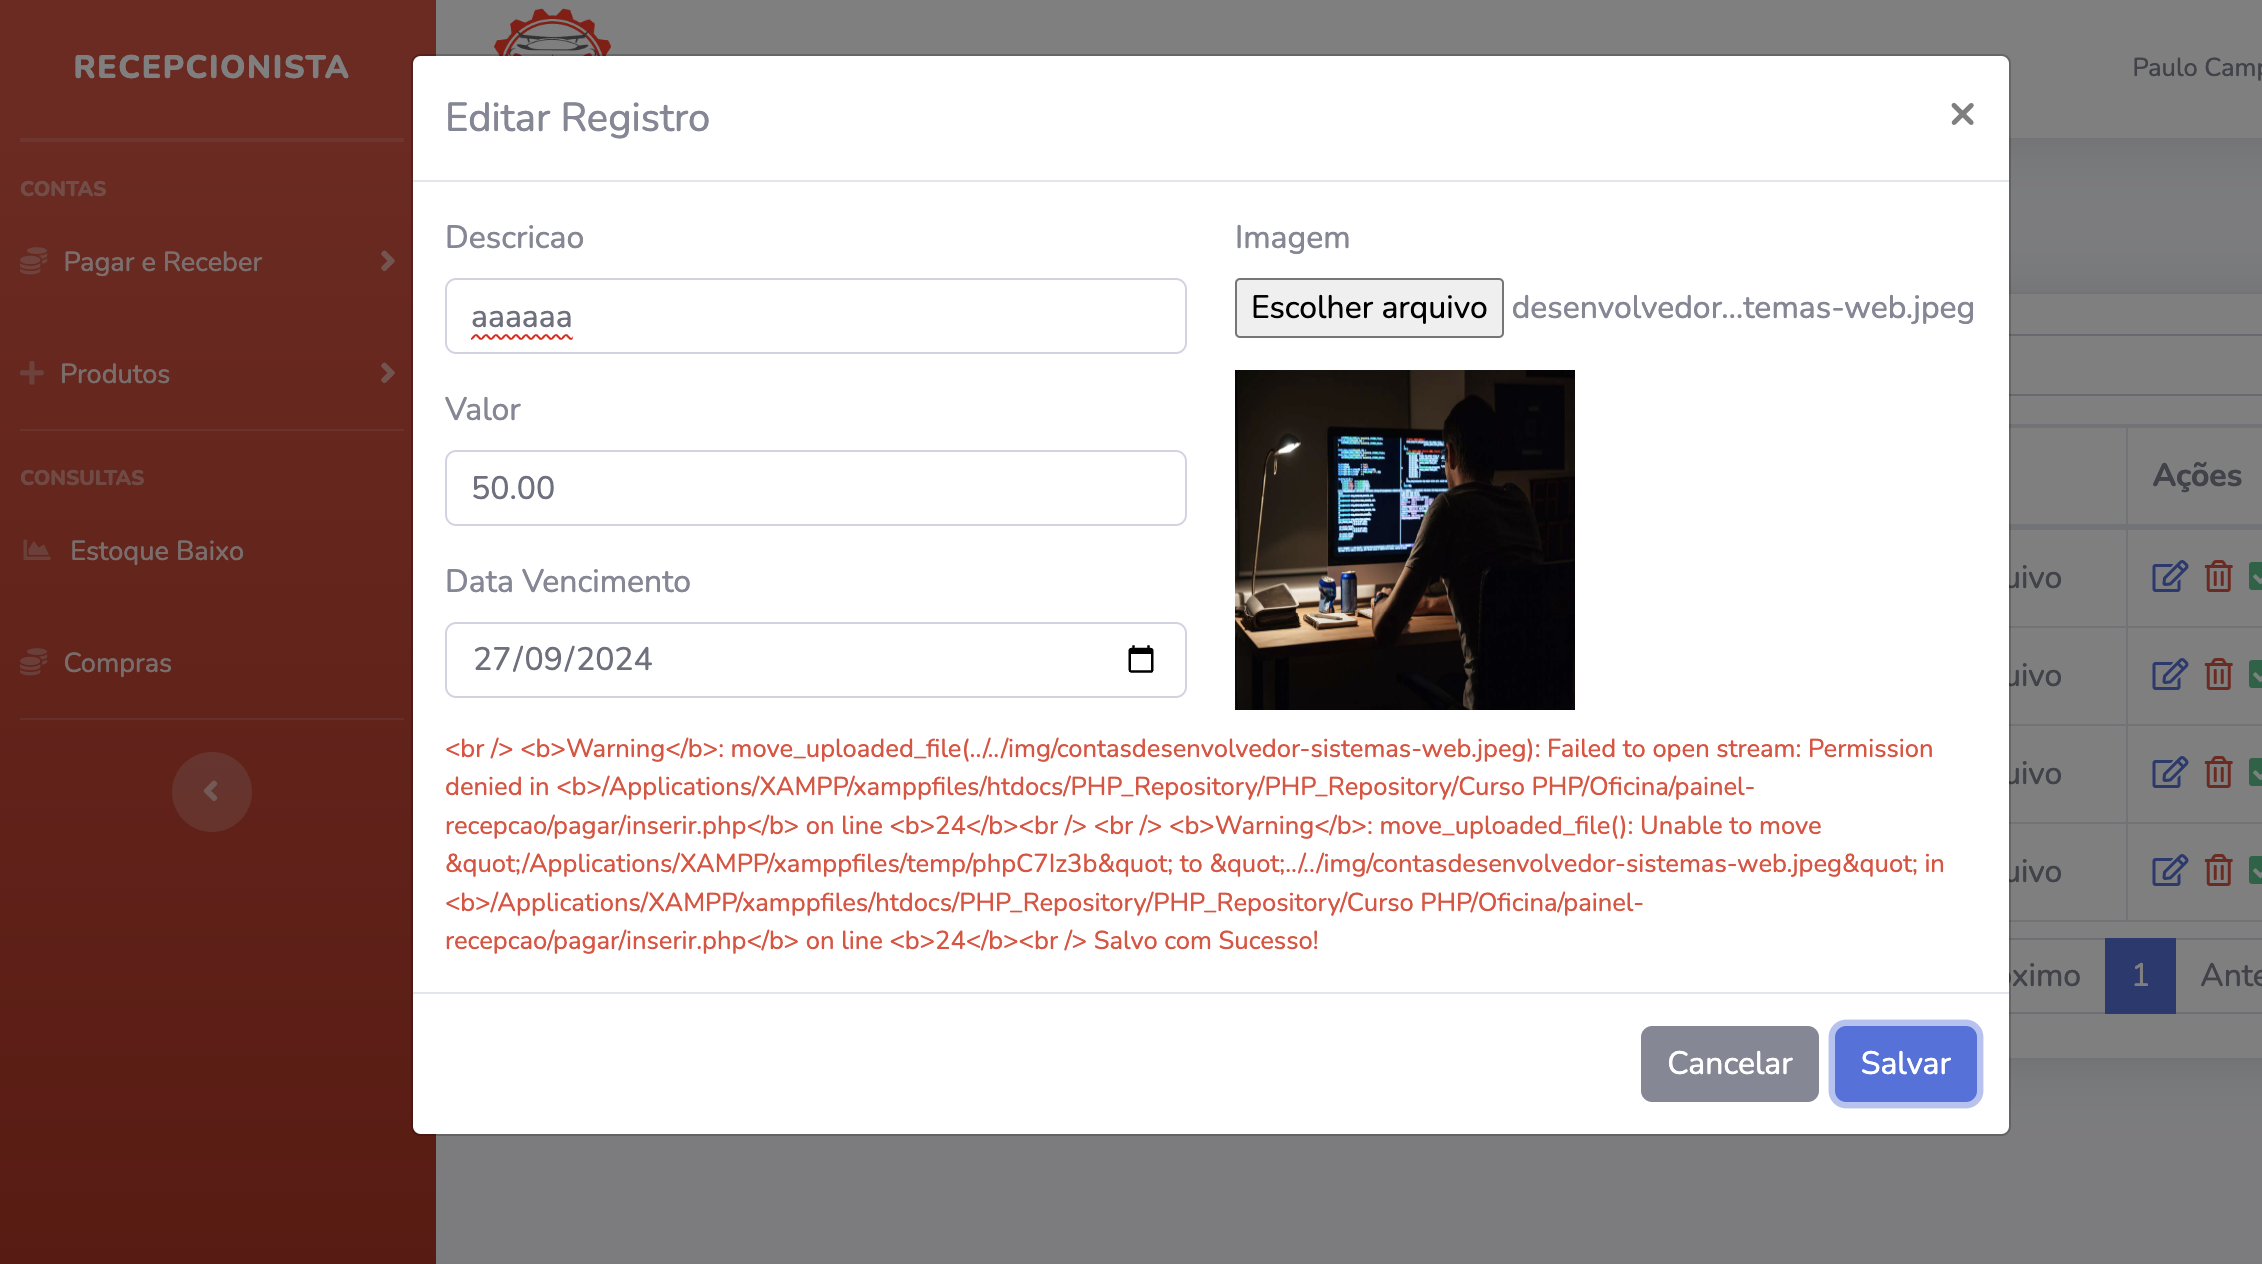 RECEPCIONISTA
Paulo Camp
CONTAS
Pagar e Receber
Produtos
CONSULTAS
Estoque Baixo
Compras
Editar Registro
Descricao
aaaaaa
Valor
50.00
Data Vencimento
27/09/2024
Imagem
Escolher arquivo desenvolvedor...temas-web.jpeg
<br /> <b>Warning</b>: move_uploaded_file(../../img/contasdesenvolvedor-sistemas-web.jpeg): Failed to open stream: Permission
denied in <b>/Applications/XAMPP/xamppfiles/htdocs/PHP_Repository/PHP_Repository/Curso PHP/Oficina/painel-
recepcao/pagar/inserir.php</b> on line <b>24</b><br /> <br /> <b>Warning</b>: move_uploaded_file(): Unable to move
&quot;/Applications/XAMPP/xamppfiles/temp/phpC7Iz3b&quot; to &quot;../../img/contasdesenvolvedor-sistemas-web.jpeg&quot; in
<b>/Applications/XAMPP/xamppfiles/htdocs/PHP_Repository/PHP_Repository/Curso PHP/Oficina/painel-
recepcao/pagar/inserir.php</b> on line <b>24</b><br /> Salvo com Sucesso!
Cancelar
Salvar
Ações
uivo
uivo
uivo
uivo
óximo 1 Ante